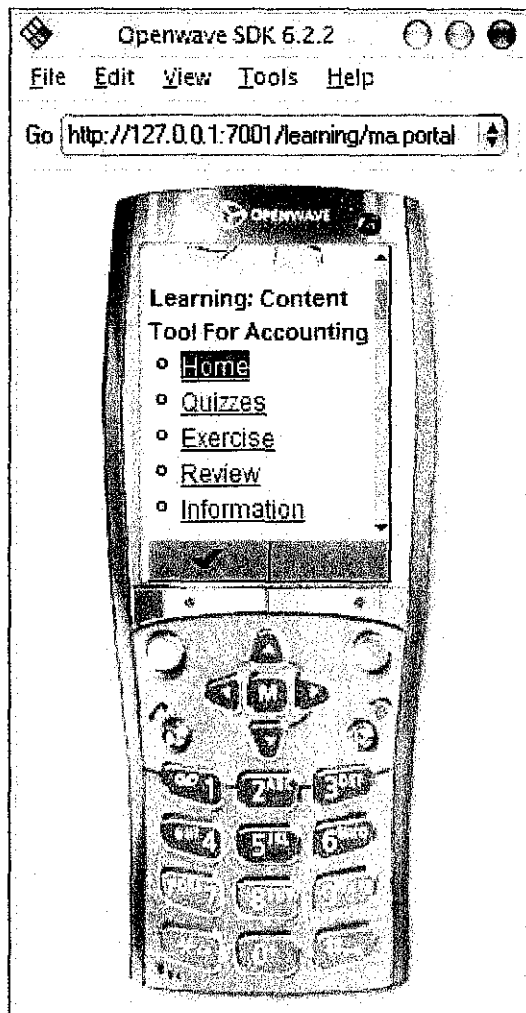 Openwave SDK 6.2.2
File Edit View Tools Help
Go http://127.0.0.1:7001/learning/ma.portal
OPENWAVE
Learning: Content
Tool For Accounting
Home
Quizzes
Exercise
Review
Information
M
1 2 3
4 5 6